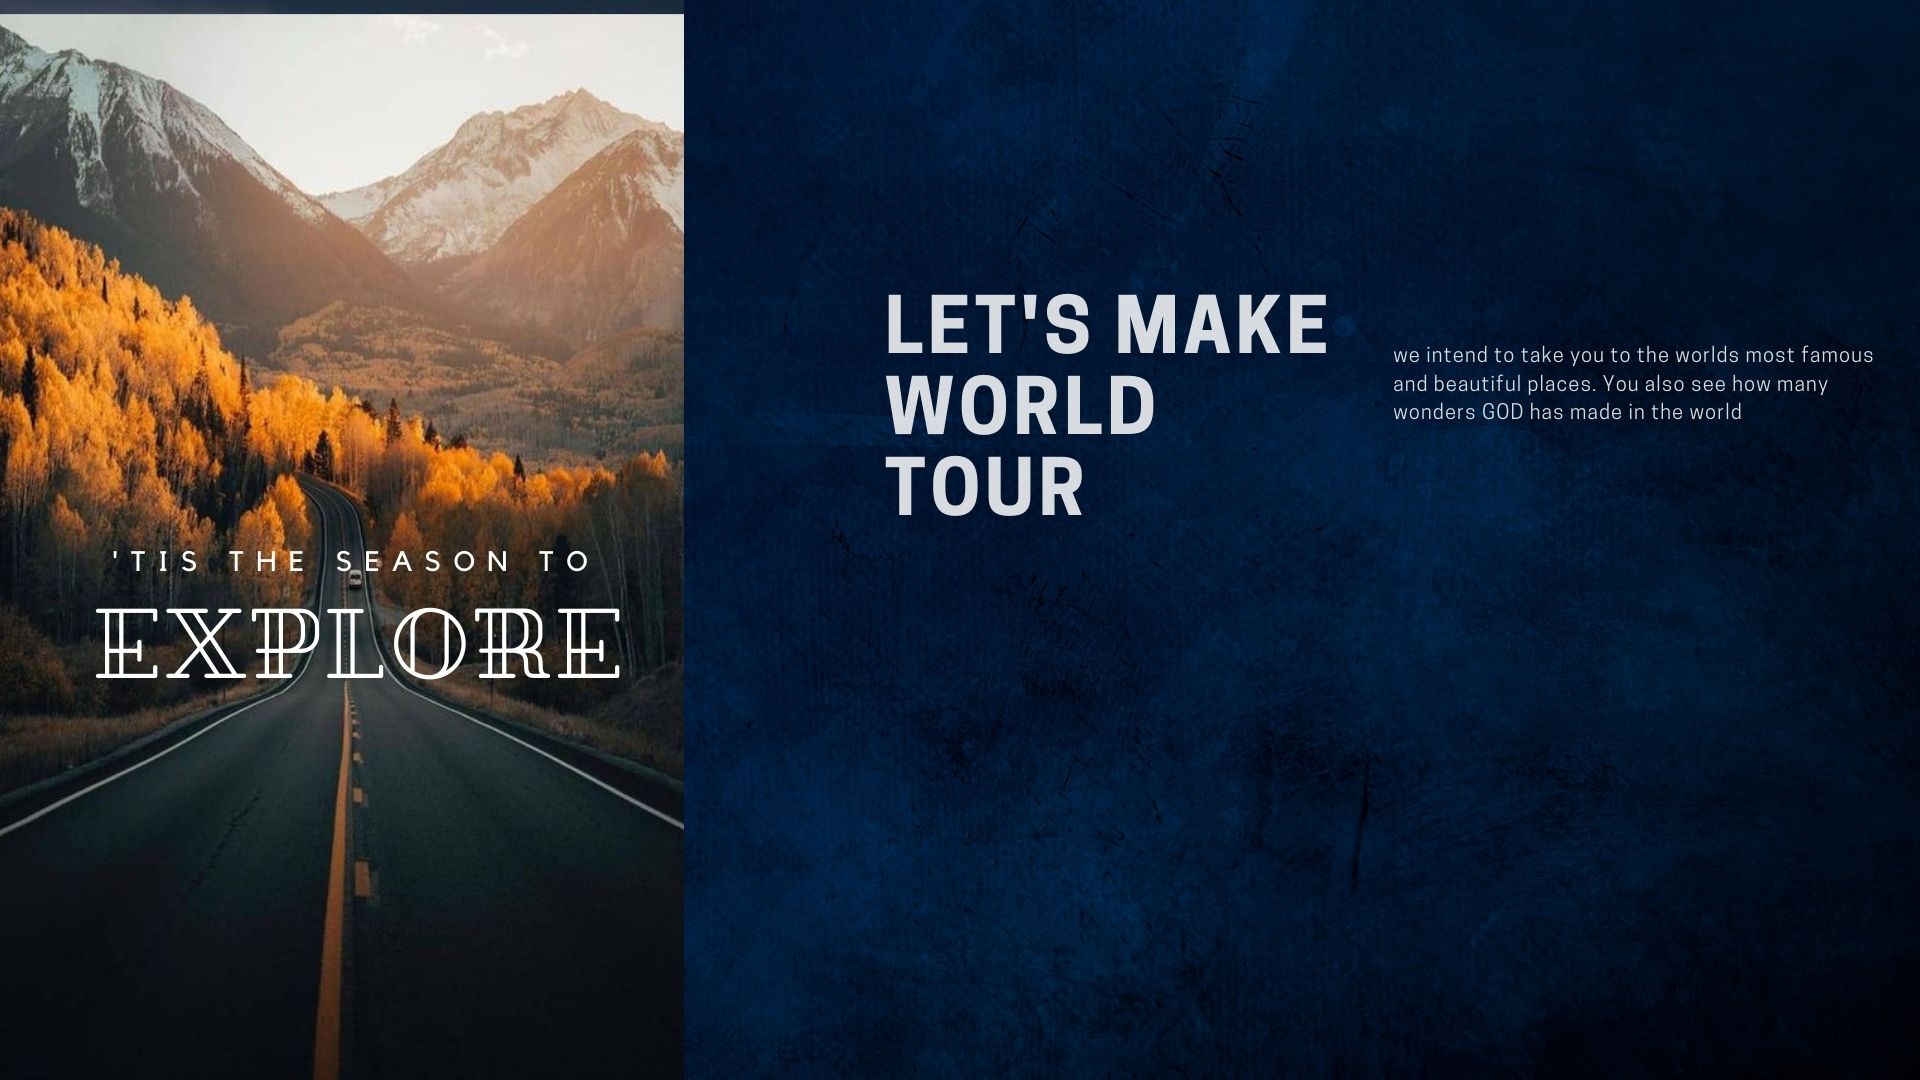 'TIS THE SEASON TO
EXPLORE
LET'S MAKE
WORLD
TOUR
we intend to take you to the worlds most famous
and beautiful places. You also see how many
wonders GOD has made in the world